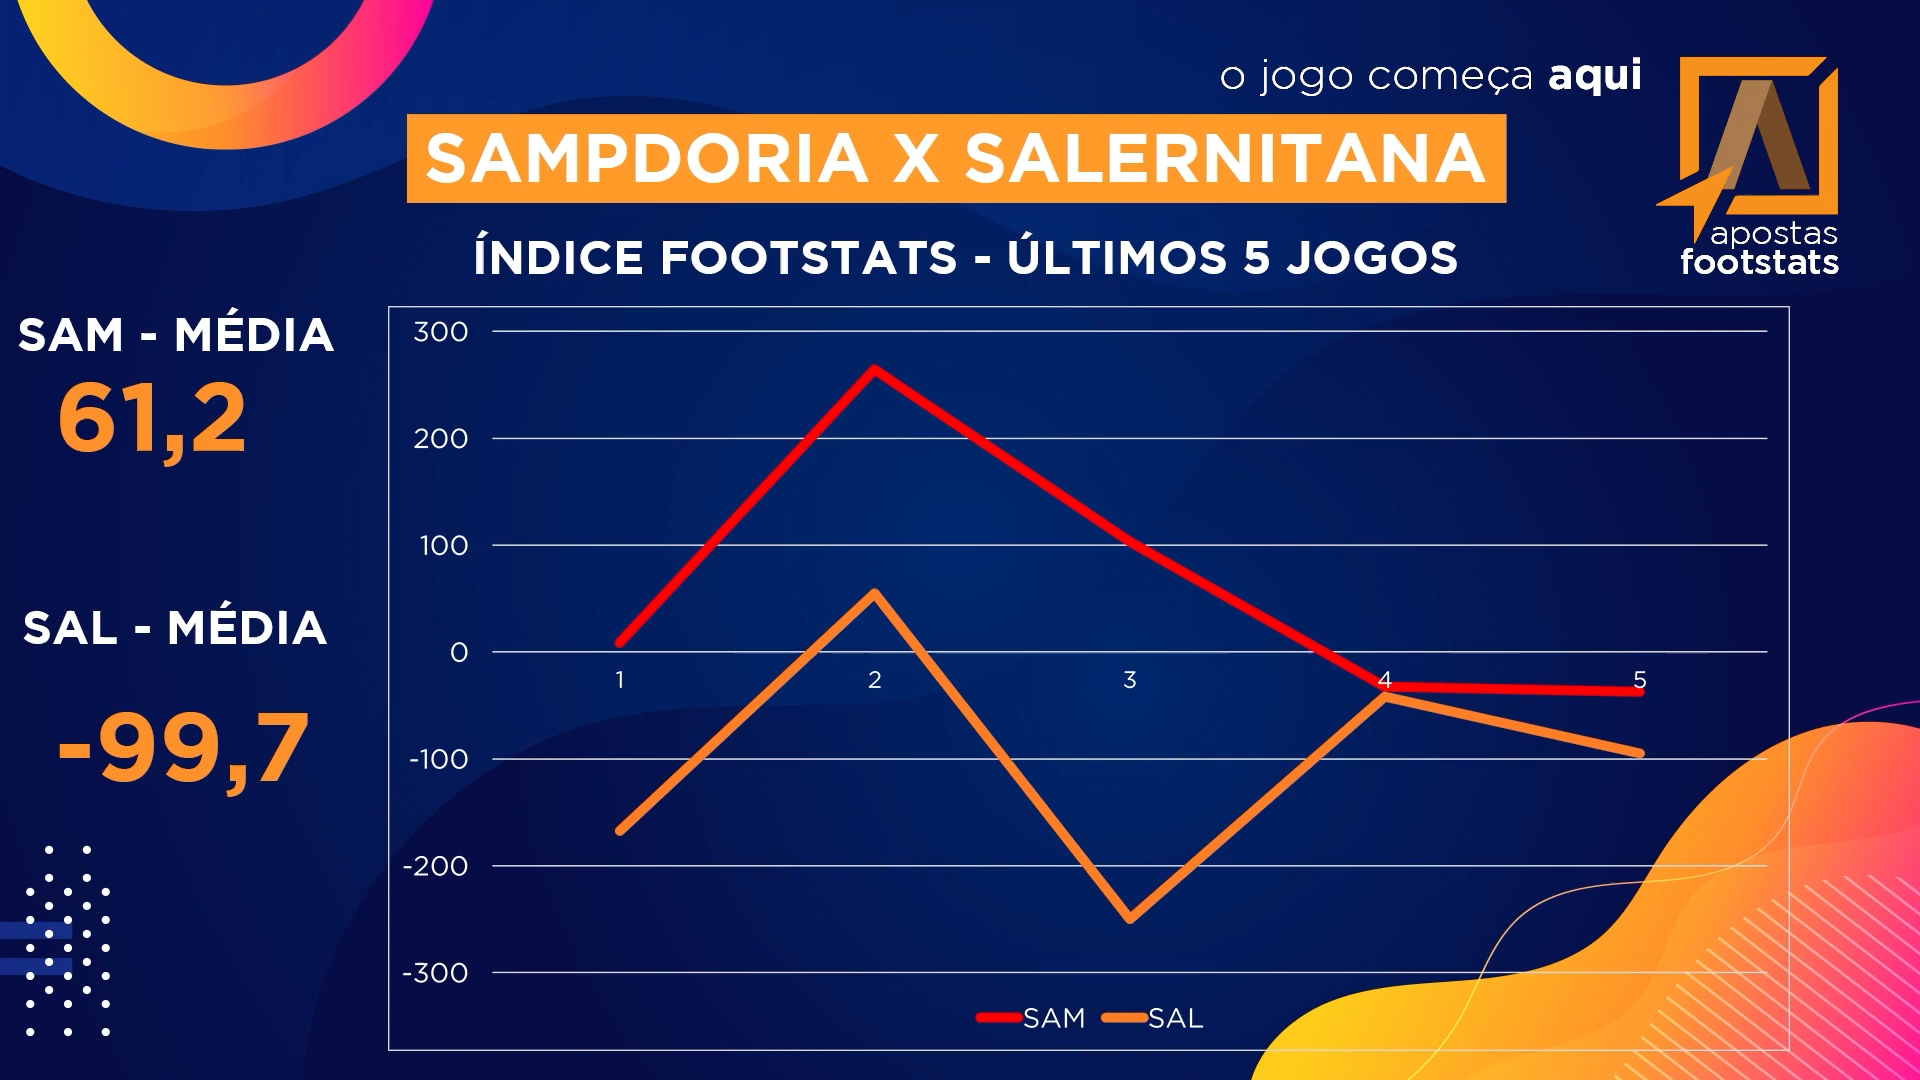 o jogo começa aqui
SAMPDORIA X SALERNITANA
apostas
footstats
ÍNDICE FOOTSTATS - ÚLTIMOS 5 JOGOS
SAM - MÉDIA
61,2
SAL - MÉDIA
-99,7
300
200
100
0
-100
-200
-300
1 2 3 4 5
SAM SAL